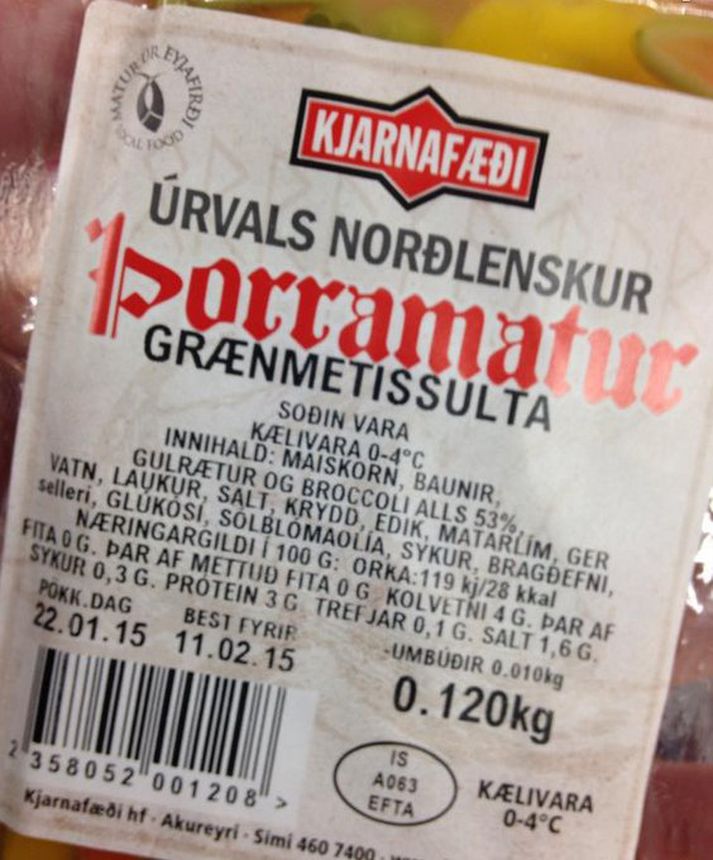 MATUR ÚR EYJAFIRÐI
LOCAL FOOD
KJARNAFÆÐI
ÚRVALS NORÐLENSKUR
Þorramatur
GRÆNMETISSULTA
SOÐIN VARA
KÆLIVARA 0-4°C
INNIHALD: MAISKORN, BAUNIR,
GULRÆTUR OG BROCCOLI ALLS 53%,
VATN, LAUKUR, SALT, KRYDD, EDIK, MATARLÍM, GER
selleri, GLÚKÓSI, SÓLBLÓMAOLÍA, SYKUR, BRAGÐEFNI,
NÆRINGARGILDI Í 100 G: ORKA:119 kj/28 kkal
FITA 0 G. ÞAR AF METTUÐ FITA 0 G KOLVETNI 4 G. ÞAR AF
SYKUR 0,3 G. PRÓTEIN 3 G TREFJAR 0,1 G. SALT 1,6 G.
PÖKK.DAG BEST FYRIR -UMBÚÐIR 0.010kg
22.01.15 11.02.15 0.120kg
2 358052 001208 >
IS
A063
EFTA
KÆLIVARA
0-4°C
Kjarnafæði hf · Akureyri · Sími 460 7400 ·